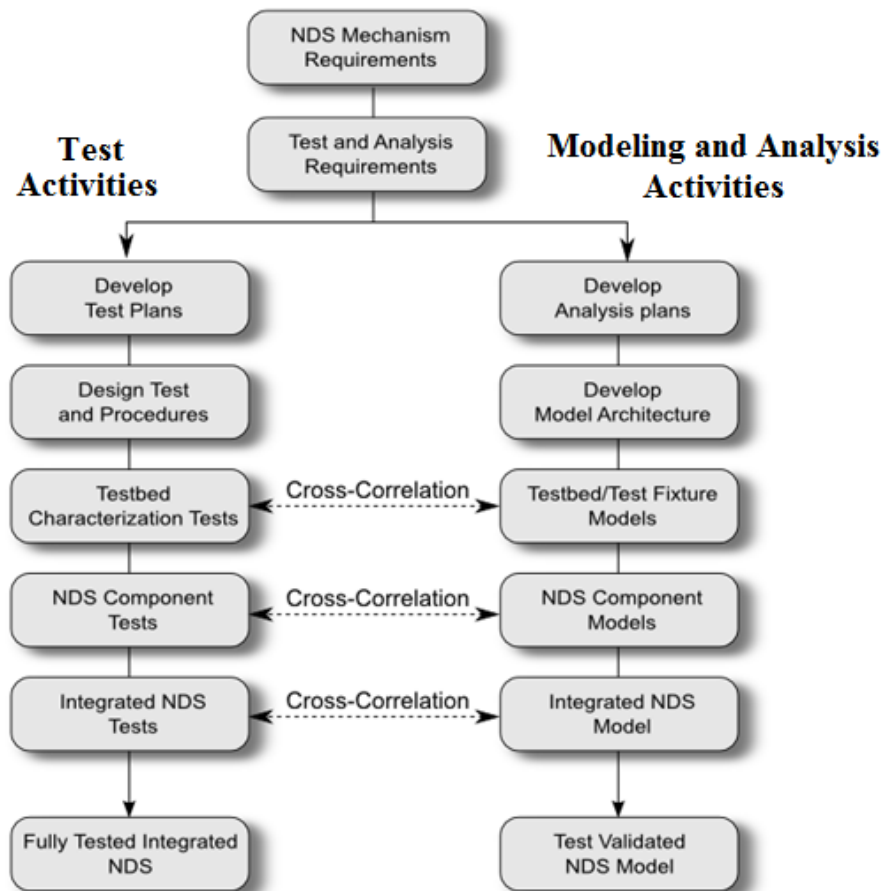 NDS Mechanism
Requirements
Test and Analysis
Requirements
Test
Activities
Modeling and Analysis
Activities
Develop
Test Plans
Develop
Analysis plans
Design Test
and Procedures
Develop
Model Architecture
Testbed
Characterization Tests
Cross-Correlation
Testbed/Test Fixture
Models
NDS Component
Tests
Cross-Correlation
NDS Component
Models
Integrated NDS
Tests
Cross-Correlation
Integrated NDS
Model
Fully Tested Integrated
NDS
Test Validated
NDS Model